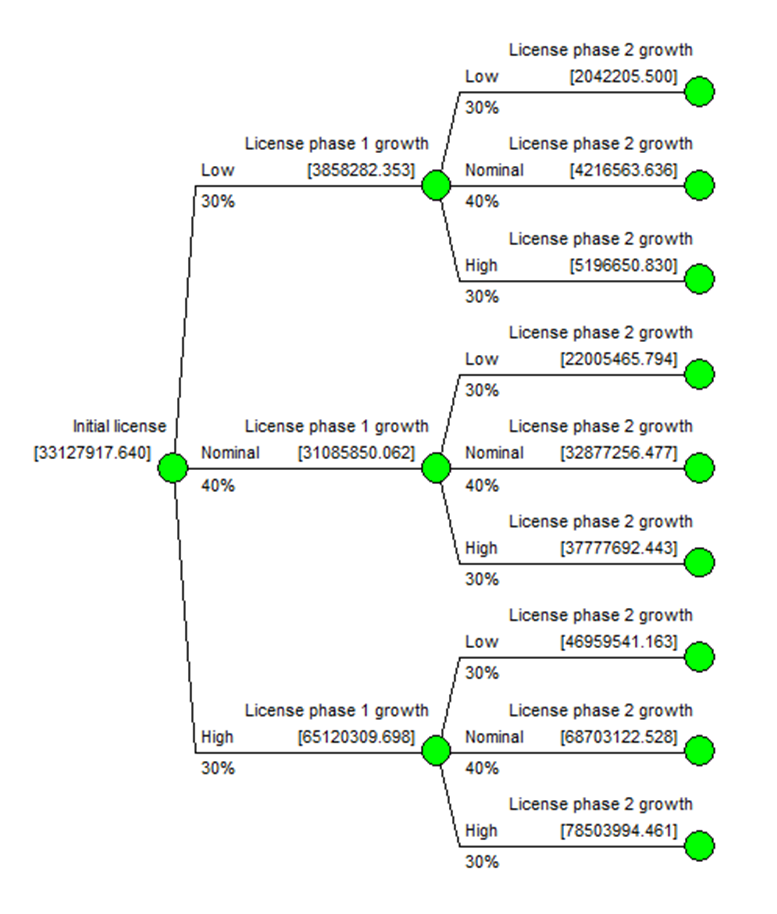 License phase 2 growth
Low [2042205.500]
30%
License phase 1 growth
Low [3858282.353]
30%
License phase 2 growth
Nominal [4216563.636]
40%
License phase 2 growth
High [5196650.830]
30%
License phase 2 growth
Low [22005465.794]
30%
Initial license
[33127917.640]
License phase 1 growth
Nominal [31085850.062]
40%
License phase 2 growth
Nominal [32877256.477]
40%
License phase 2 growth
High [37777692.443]
30%
License phase 2 growth
Low [46959541.163]
30%
License phase 1 growth
High [65120309.698]
30%
License phase 2 growth
Nominal [68703122.528]
40%
License phase 2 growth
High [78503994.461]
30%